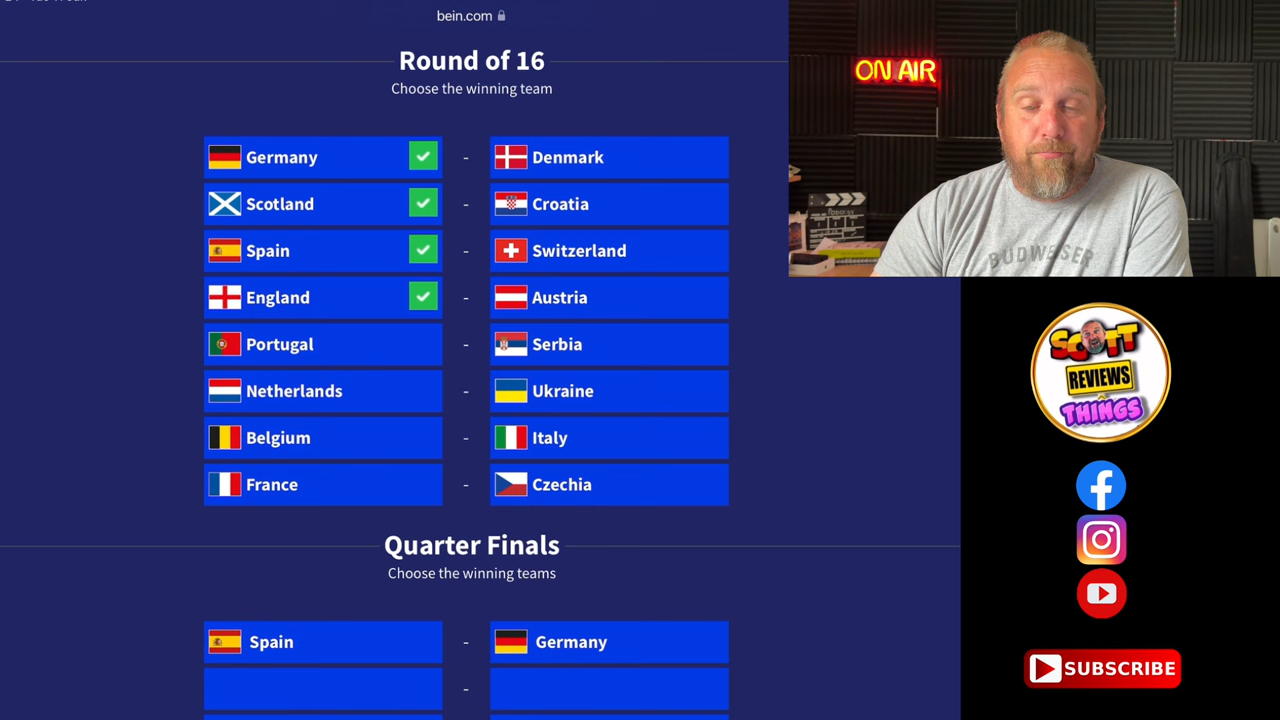 bein.com
Round of 16
Choose the winning team
Germany - Denmark
Scotland - Croatia
Spain - Switzerland
England - Austria
Portugal - Serbia
Netherlands - Ukraine
Belgium - Italy
France - Czechia
Quarter Finals
Choose the winning teams
Spain - Germany
-
ON AIR
BUDWEISER
SCOTT
REVIEWS
THINGS
SUBSCRIBE